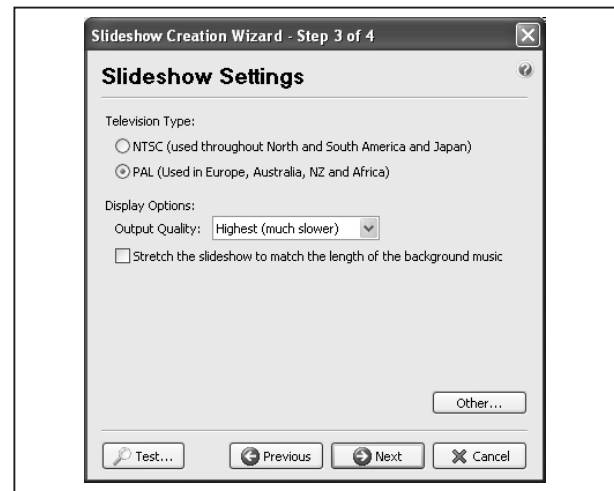 Slideshow Creation Wizard - Step 3 of 4
Slideshow Settings
Television Type:
NTSC (used throughout North and South America and Japan)
PAL (Used in Europe, Australia, NZ and Africa)
Display Options:
Output Quality: Highest (much slower)
Stretch the slideshow to match the length of the background music
Other...
Test... Previous Next Cancel